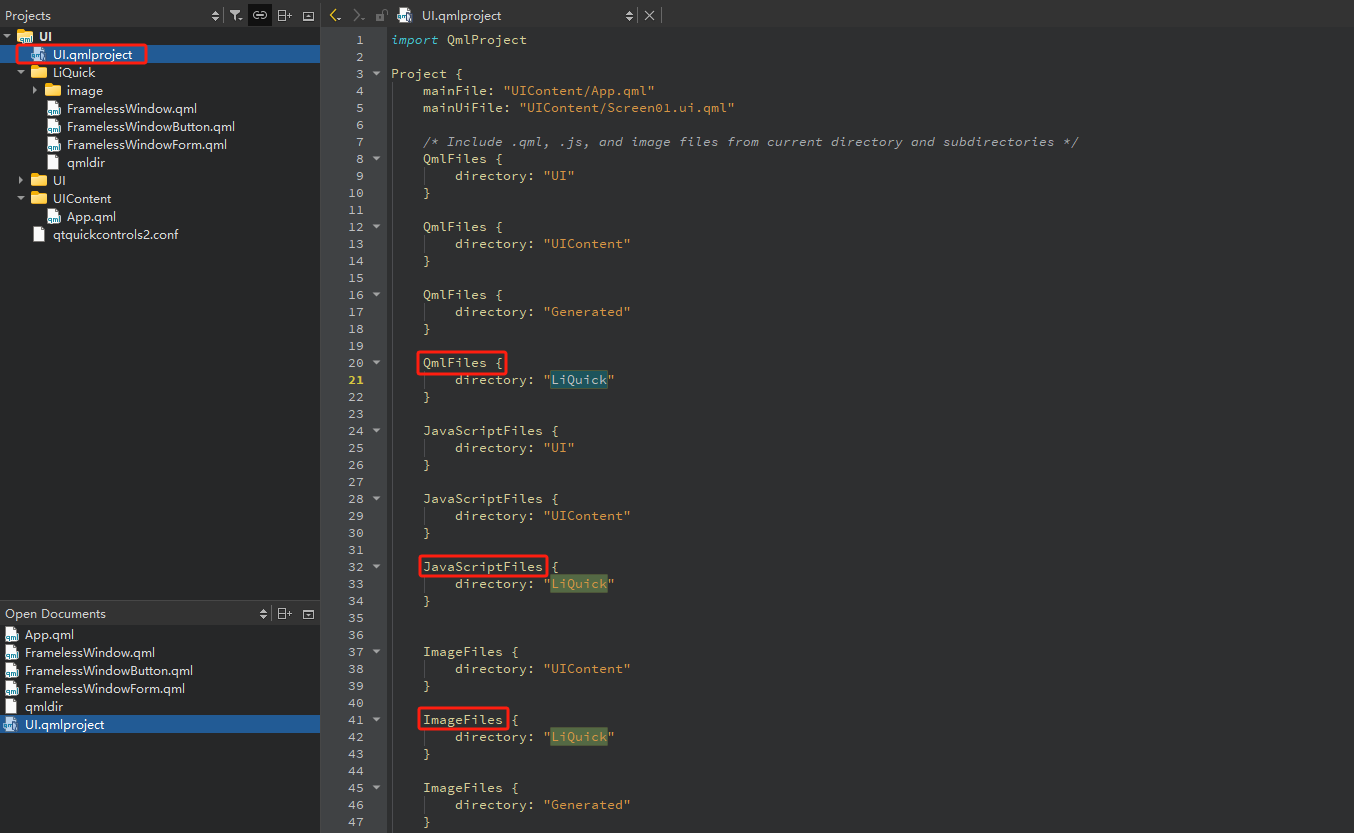 Projects
UI
UI.qmlproject
LiQuick
image
FramelessWindow.qml
FramelessWindowButton.qml
FramelessWindowForm.qml
qmldir
UI
UIContent
App.qml
qtquickcontrols2.conf
Open Documents
App.qml
FramelessWindow.qml
FramelessWindowButton.qml
FramelessWindowForm.qml
qmldir
UI.qmlproject
UI.qmlproject
1 import QmlProject
2
3 Project {
4 mainFile: "UIContent/App.qml"
5 mainUiFile: "UIContent/Screen01.ui.qml"
6
7 /* Include .qml, .js, and image files from current directory and subdirectories */
8 QmlFiles {
9 directory: "UI"
10 }
11
12 QmlFiles {
13 directory: "UIContent"
14 }
15
16 QmlFiles {
17 directory: "Generated"
18 }
19
20 QmlFiles {
21 directory: "LiQuick"
22 }
23
24 JavaScriptFiles {
25 directory: "UI"
26 }
27
28 JavaScriptFiles {
29 directory: "UIContent"
30 }
31
32 JavaScriptFiles {
33 directory: "LiQuick"
34 }
35
36
37 ImageFiles {
38 directory: "UIContent"
39 }
40
41 ImageFiles {
42 directory: "LiQuick"
43 }
44
45 ImageFiles {
46 directory: "Generated"
47 }